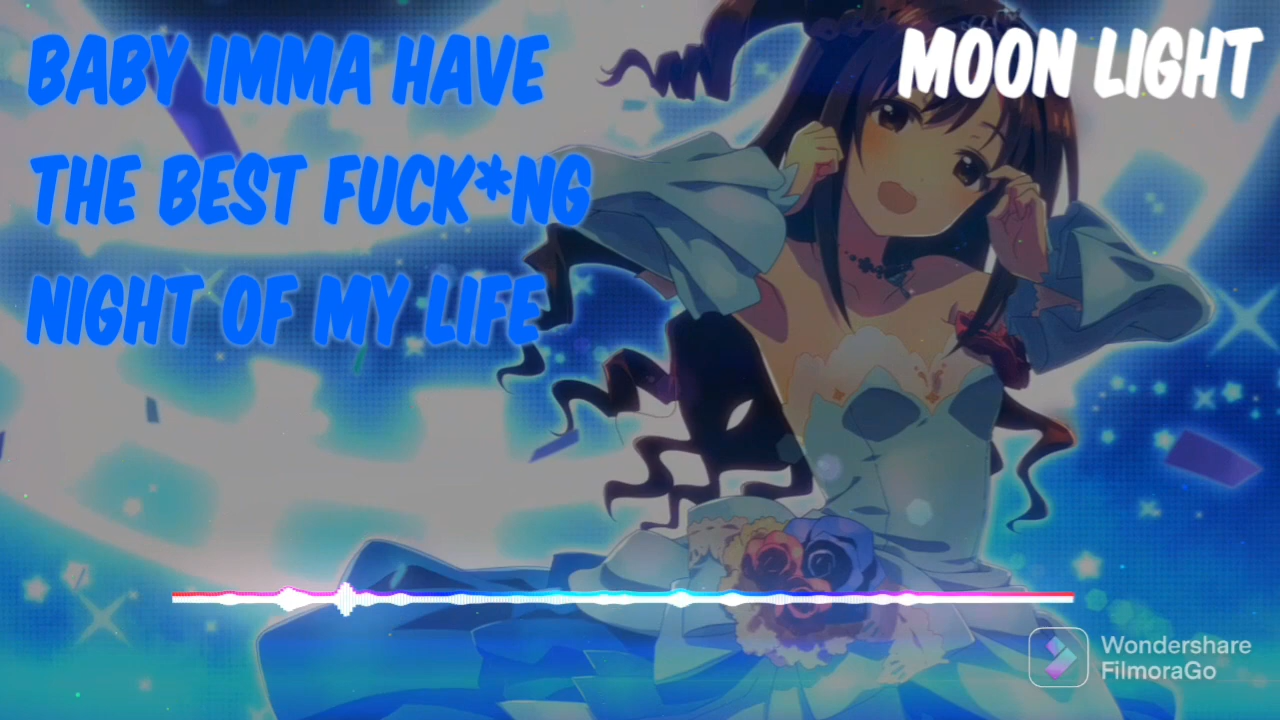 BABY IMMA HAVE
THE BEST FUCK*NG
NIGHT OF MY LIFE
MOON LIGHT
Wondershare
FilmoraGo